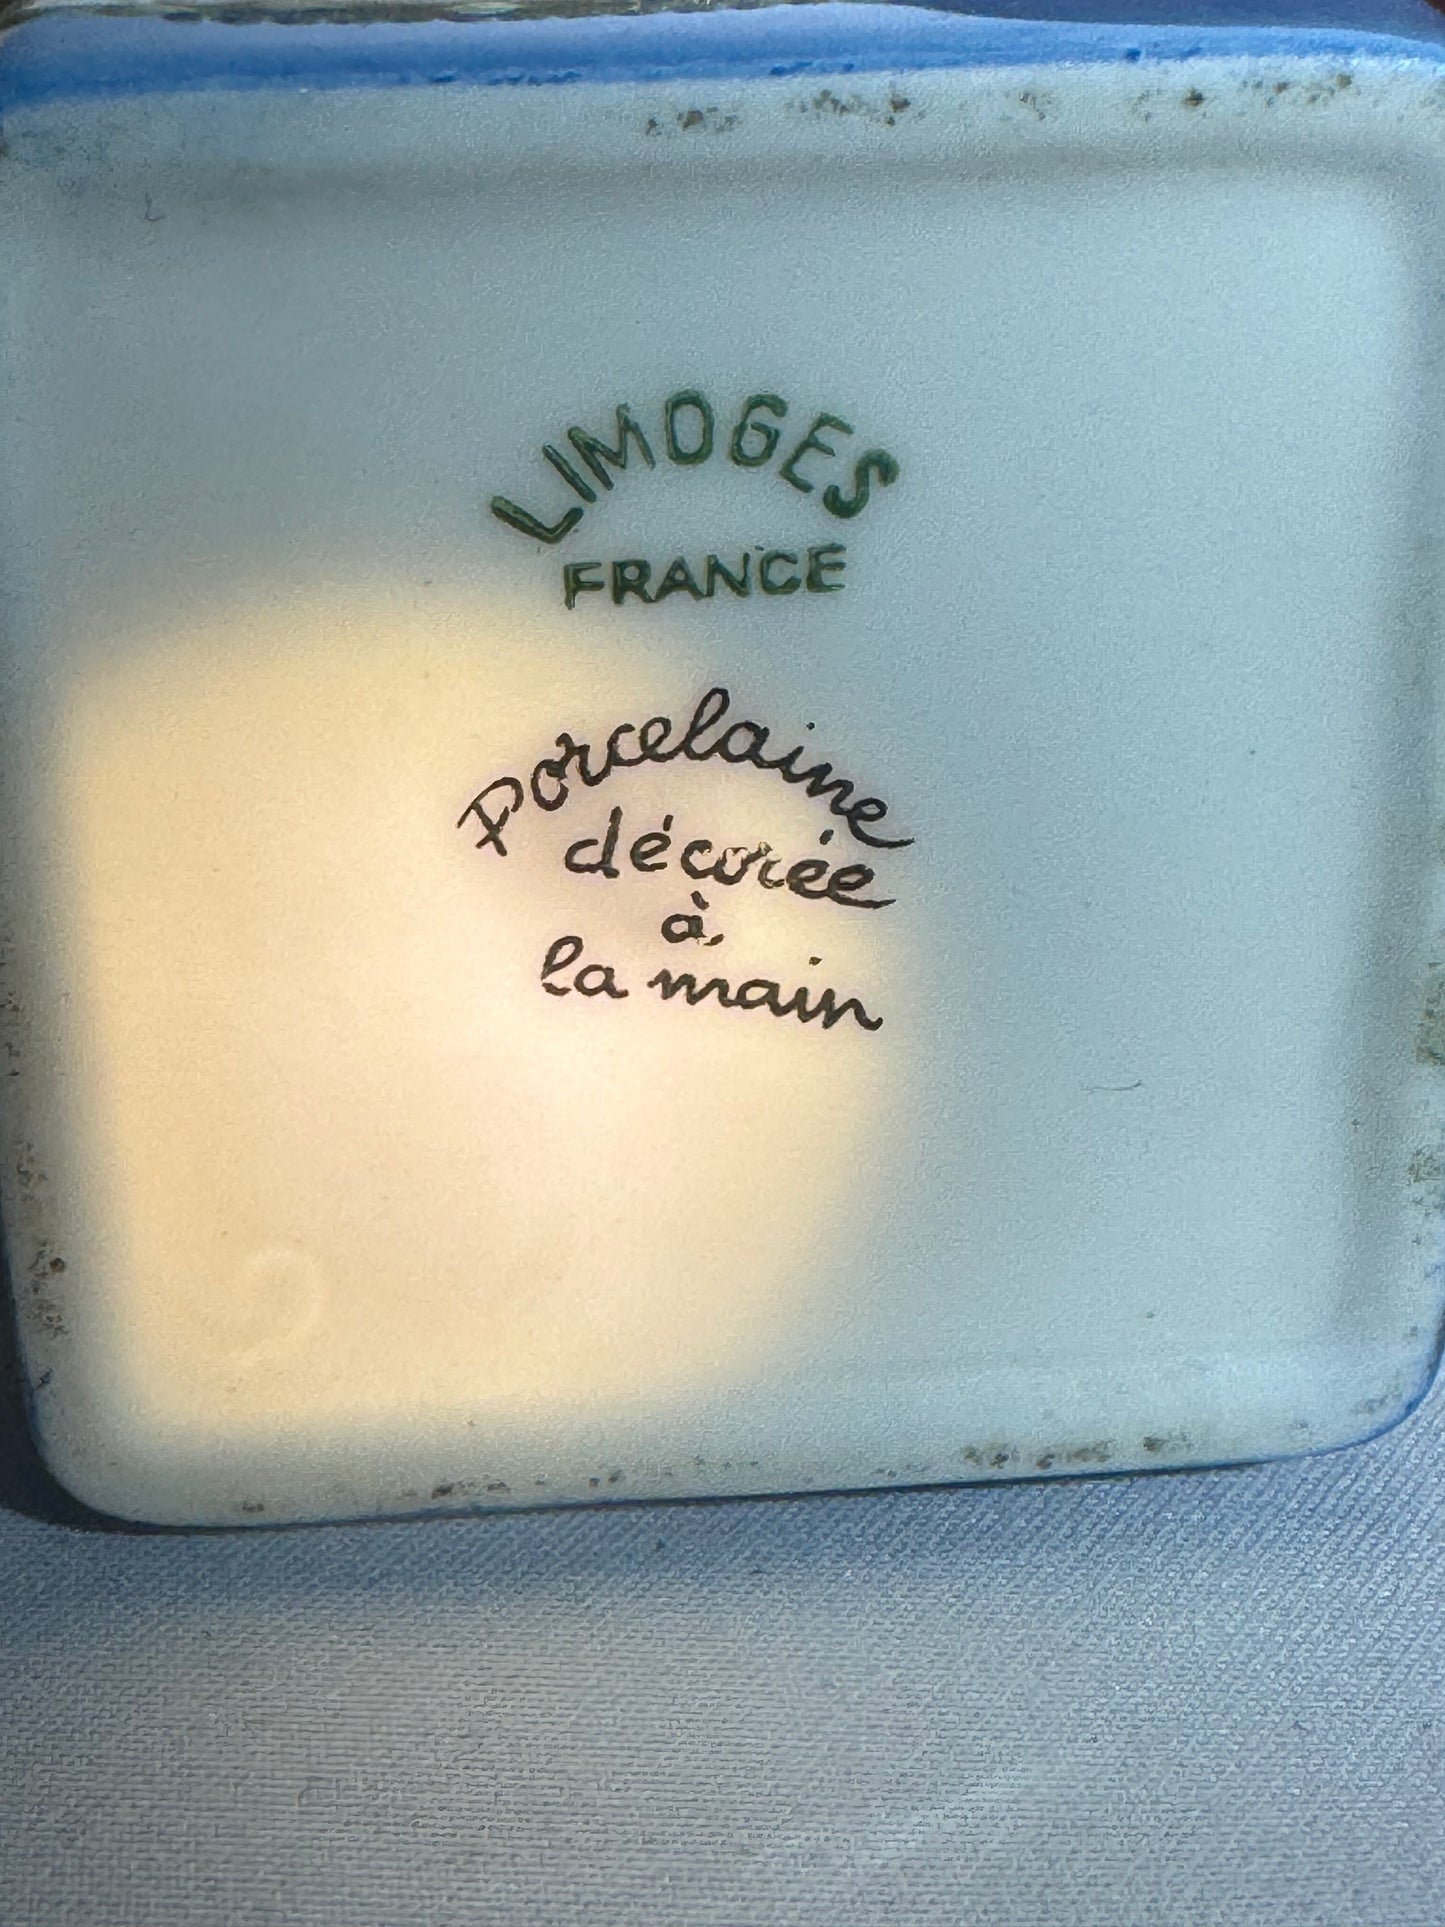 LIMOGES
FRANCE
Porcelaine
décorée
à
la main